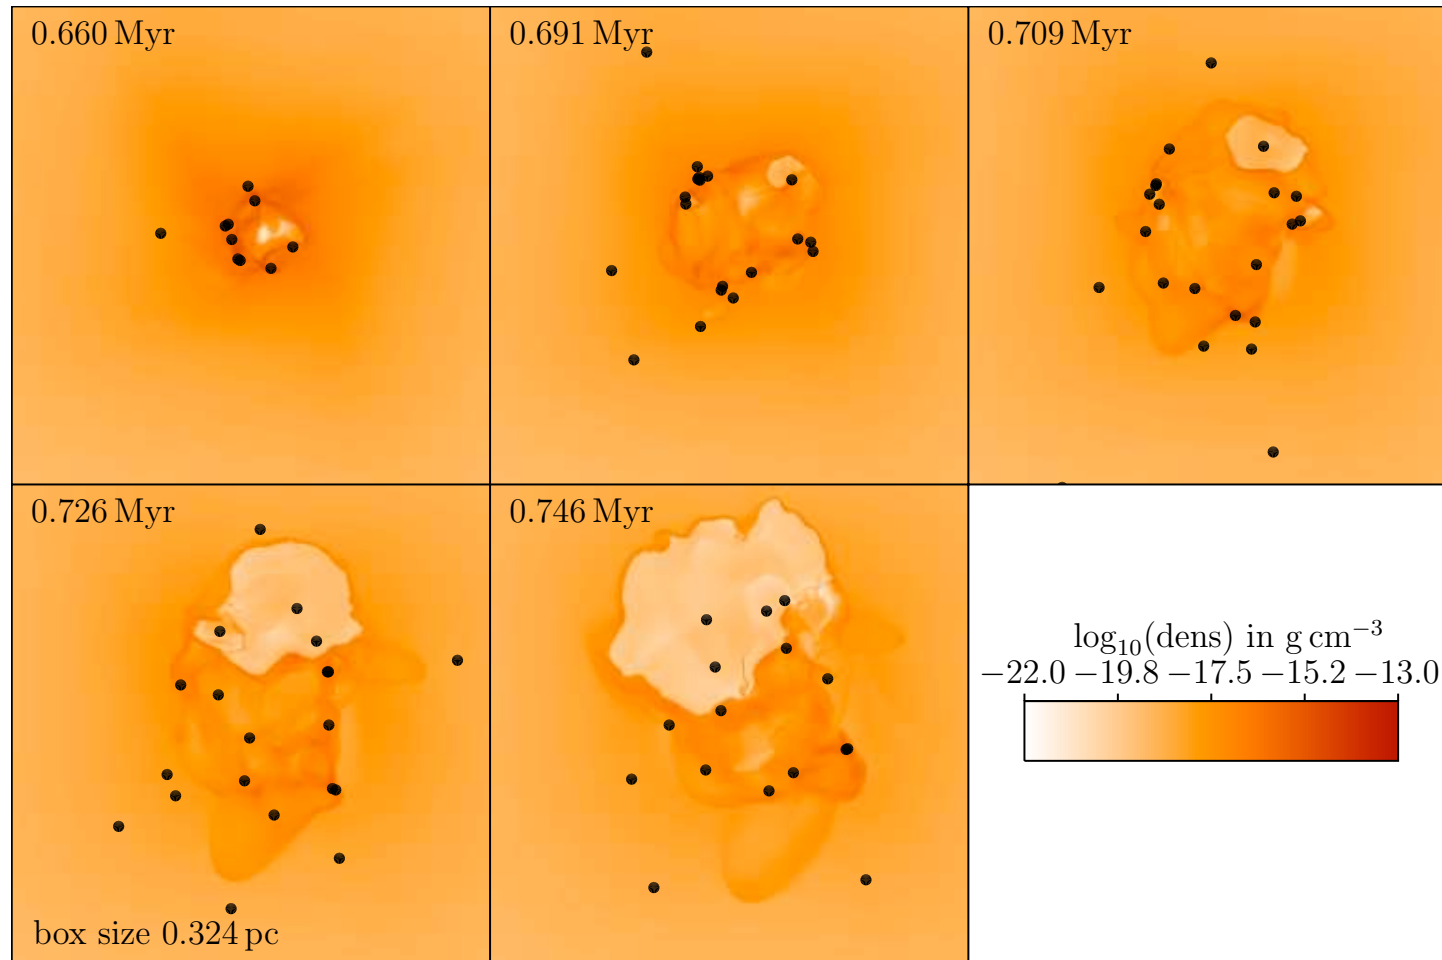 0.660 Myr
0.691 Myr
0.709 Myr
0.726 Myr
0.746 Myr
log₁₀(dens) in g cm⁻³
−22.0 −19.8 −17.5 −15.2 −13.0
box size 0.324 pc